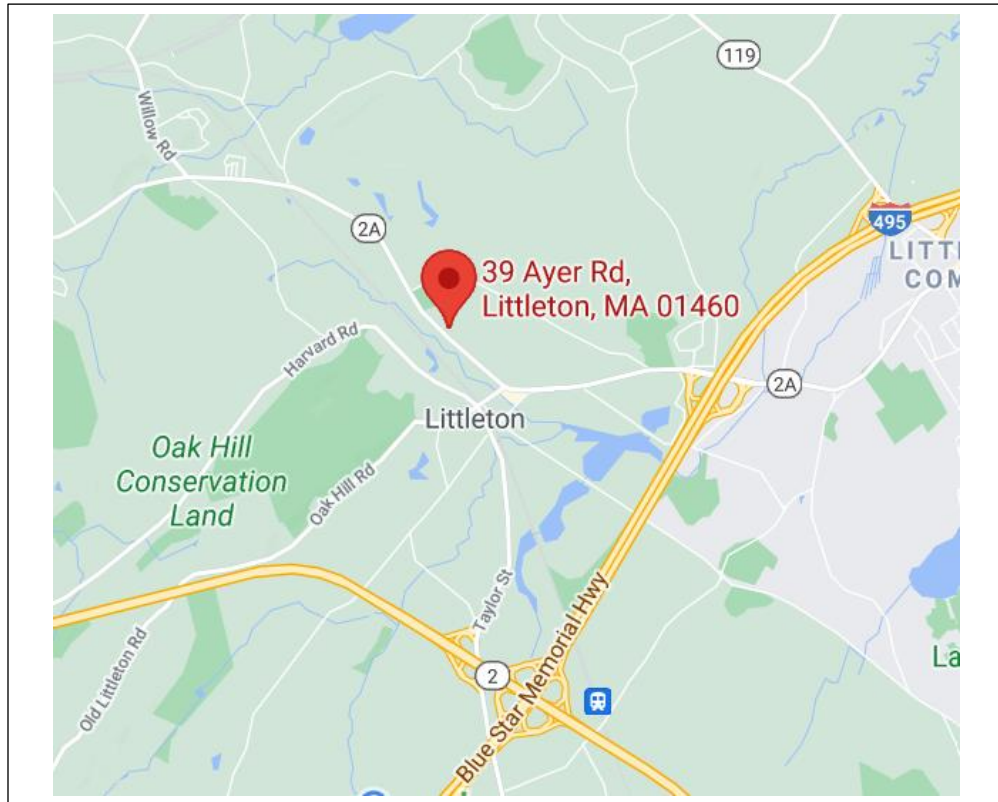 119
Willow Rd
2A
495
LITT
COM
39 Ayer Rd,
Littleton, MA 01460
Harvard Rd
2A
Littleton
Oak Hill
Conservation
Land
Oak Hill Rd
Taylor St
Old Littleton Rd
2
Blue Star Memorial Hwy
La